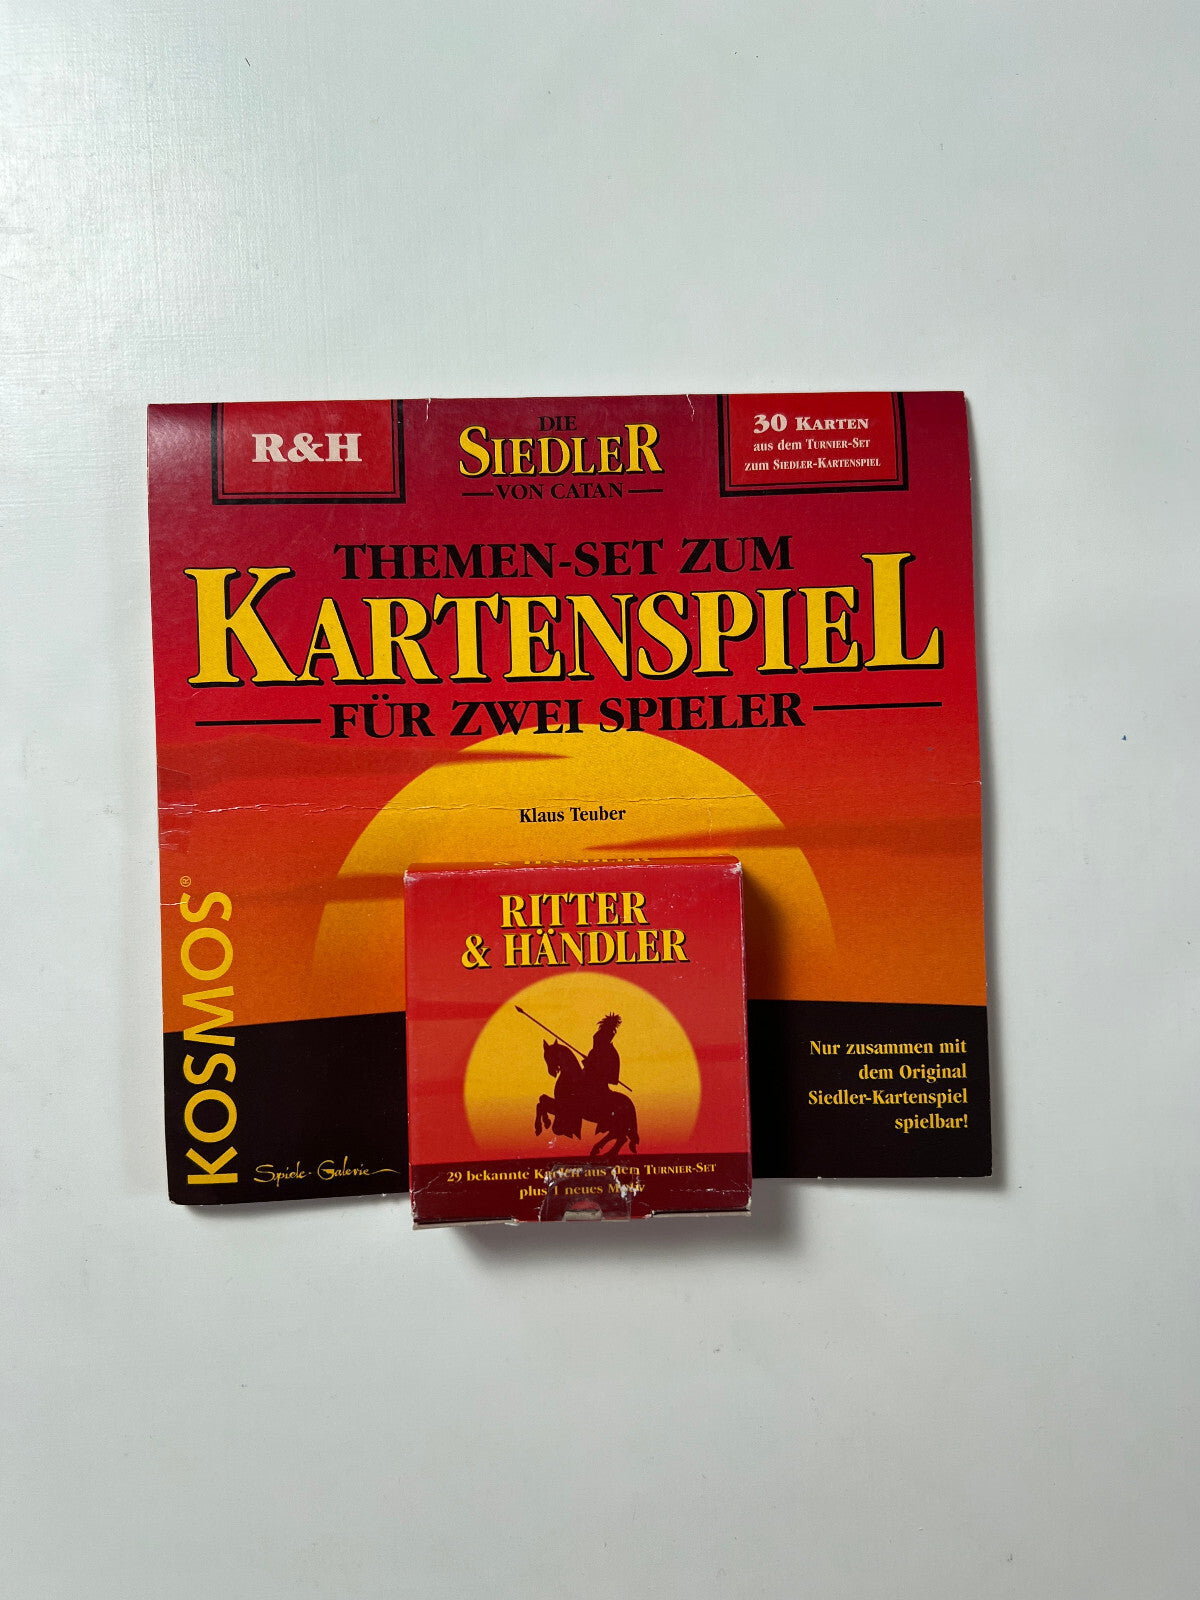 R&H
DIE
SIEDLER
VON CATAN
30 KARTEN
aus dem TURNIER-SET
zum SIEDLER-KARTENSPIEL
THEMEN-SET ZUM
KARTENSPIEL
FÜR ZWEI SPIELER
Klaus Teuber
& HÄNDLER
RITTER
& HÄNDLER
29 bekannte Karten aus dem TURNIER-SET
plus 1 neues Motiv
KOSMOS®
Spiele-Galerie
Nur zusammen mit
dem Original
Siedler-Kartenspiel
spielbar!